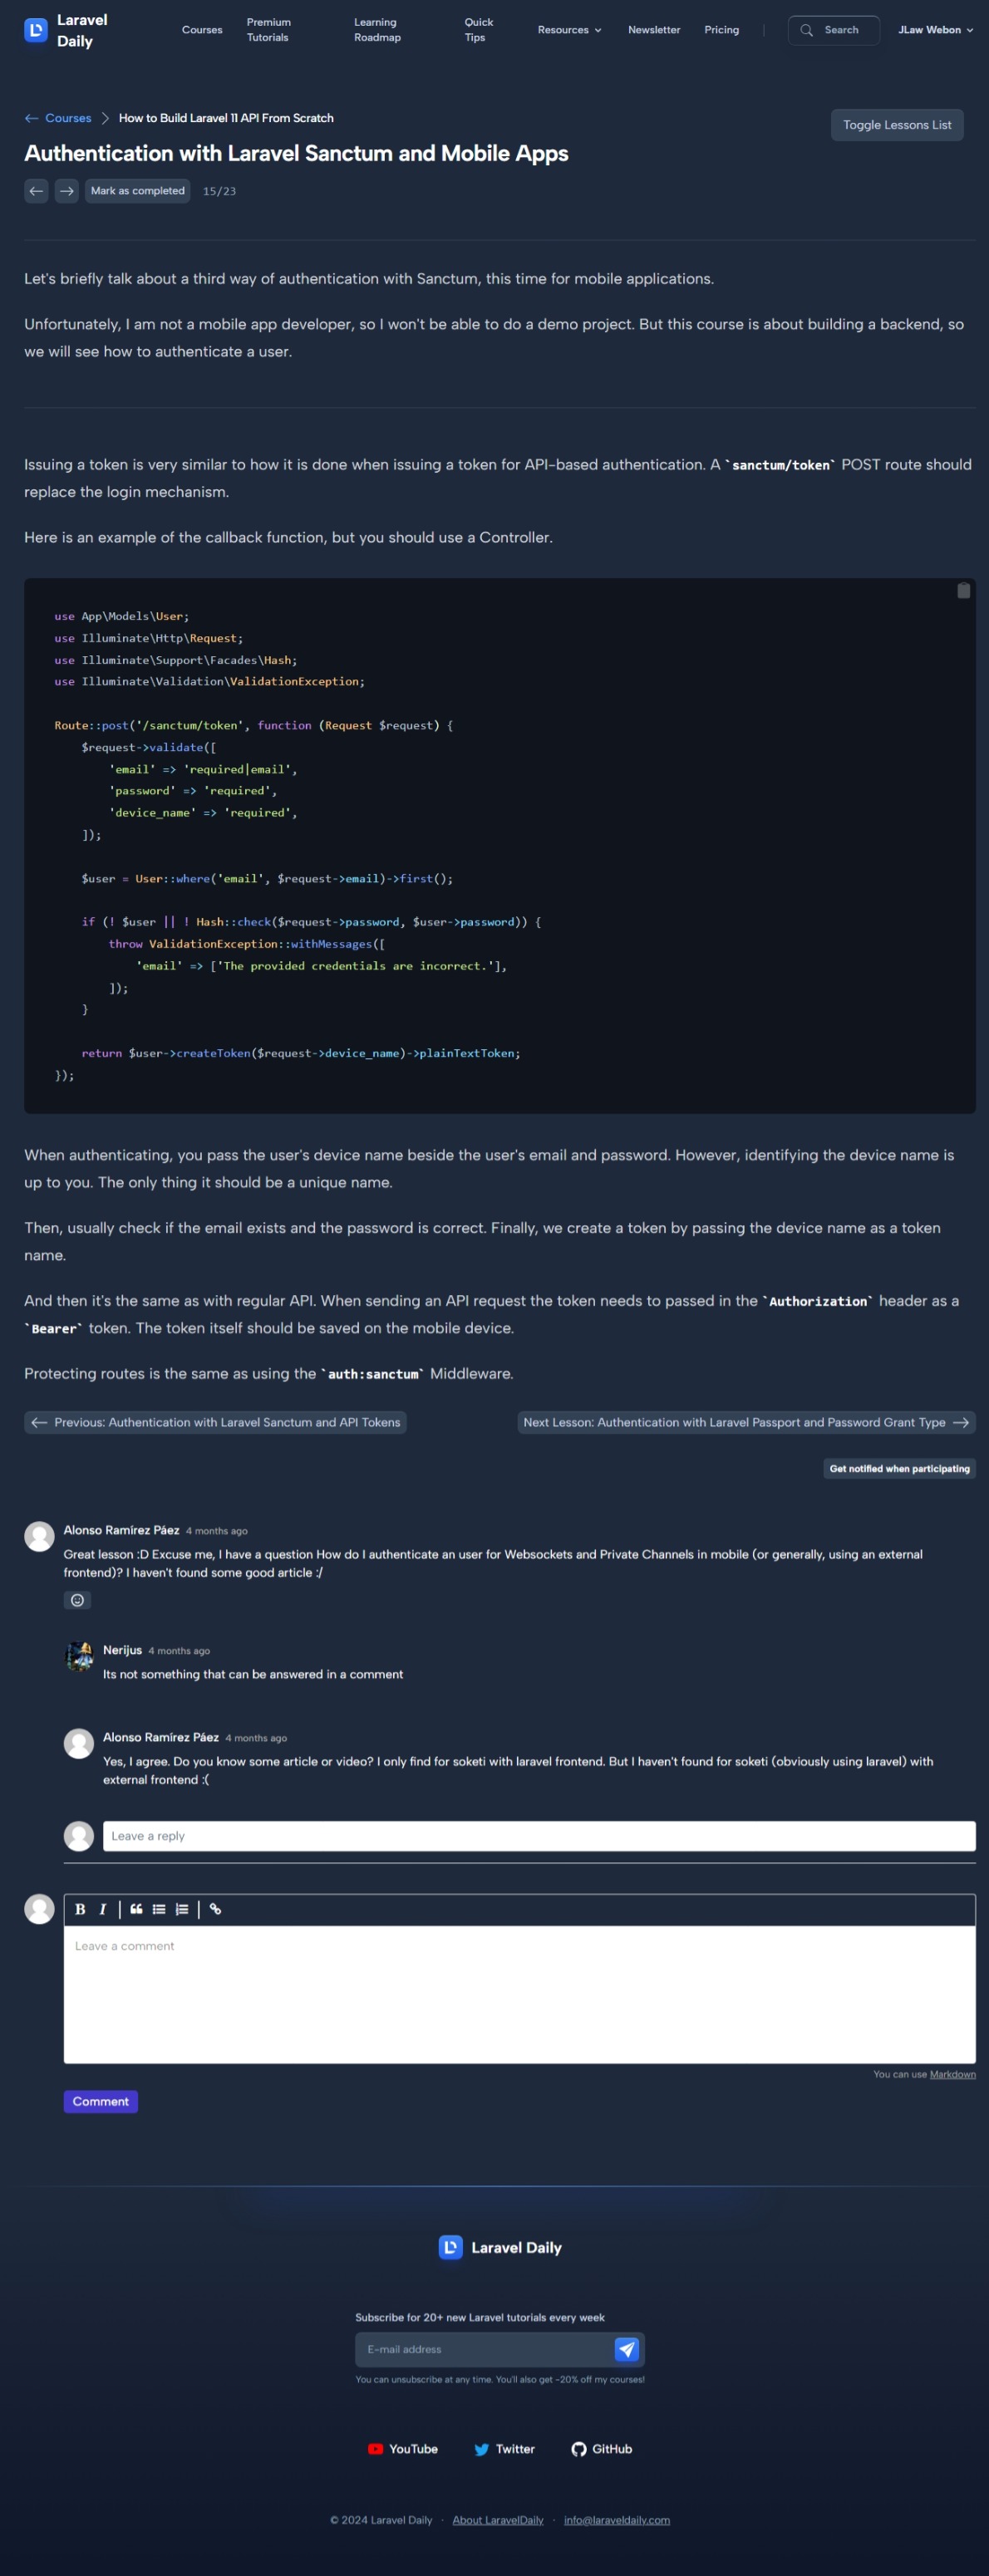 Laravel
Daily
Courses
Premium
Tutorials
Learning
Roadmap
Quick
Tips
Resources
Newsletter
Pricing
Search
JLaw Webon
Courses
How to Build Laravel 11 API From Scratch
Toggle Lessons List
Authentication with Laravel Sanctum and Mobile Apps
Mark as completed
15/23
Let's briefly talk about a third way of authentication with Sanctum, this time for mobile applications.
Unfortunately, I am not a mobile app developer, so I won't be able to do a demo project. But this course is about building a backend, so
we will see how to authenticate a user.
Issuing a token is very similar to how it is done when issuing a token for API-based authentication. A `sanctum/token` POST route should
replace the login mechanism.
Here is an example of the callback function, but you should use a Controller.
use App\Models\User;
use Illuminate\Http\Request;
use Illuminate\Support\Facades\Hash;
use Illuminate\Validation\ValidationException;
Route::post('/sanctum/token', function (Request $request) {
    $request->validate([
        'email' => 'required|email',
        'password' => 'required',
        'device_name' => 'required',
    ]);
    $user = User::where('email', $request->email)->first();
    if (! $user || ! Hash::check($request->password, $user->password)) {
        throw ValidationException::withMessages([
            'email' => ['The provided credentials are incorrect.'],
        ]);
    }
    return $user->createToken($request->device_name)->plainTextToken;
});
When authenticating, you pass the user's device name beside the user's email and password. However, identifying the device name is
up to you. The only thing it should be a unique name.
Then, usually check if the email exists and the password is correct. Finally, we create a token by passing the device name as a token
name.
And then it's the same as with regular API. When sending an API request the token needs to passed in the `Authorization` header as a
`Bearer` token. The token itself should be saved on the mobile device.
Protecting routes is the same as using the `auth:sanctum` Middleware.
Previous: Authentication with Laravel Sanctum and API Tokens
Next Lesson: Authentication with Laravel Passport and Password Grant Type
Get notified when participating
Alonso Ramírez Páez 4 months ago
Great lesson :D Excuse me, I have a question How do I authenticate an user for Websockets and Private Channels in mobile (or generally, using an external
frontend)? I haven't found some good article :/
Nerijus 4 months ago
Its not something that can be answered in a comment
Alonso Ramírez Páez 4 months ago
Yes, I agree. Do you know some article or video? I only find for soketi with laravel frontend. But I haven't found for soketi (obviously using laravel) with
external frontend :(
Leave a reply
B I
Leave a comment
You can use Markdown
Comment
Laravel Daily
Subscribe for 20+ new Laravel tutorials every week
E-mail address
You can unsubscribe at any time. You'll also get -20% off my courses!
YouTube
Twitter
GitHub
© 2024 Laravel Daily · About LaravelDaily · info@laraveldaily.com